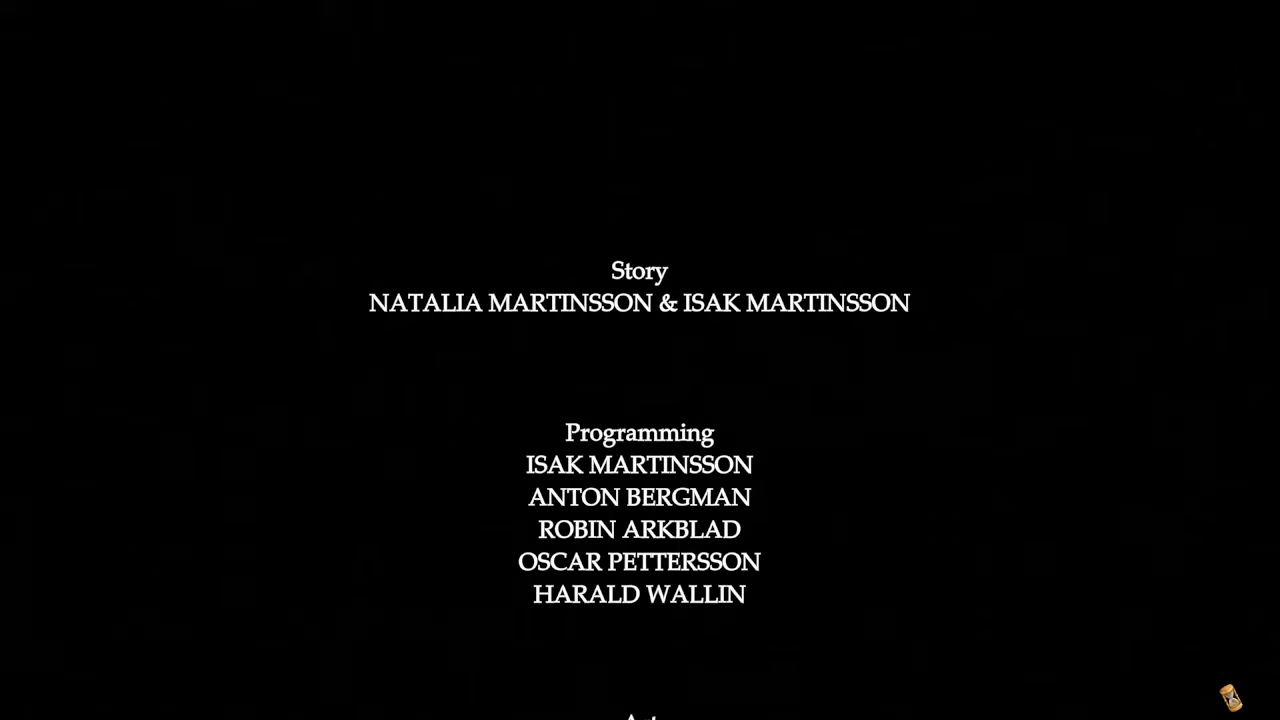 Story
NATALIA MARTINSSON & ISAK MARTINSSON
Programming
ISAK MARTINSSON
ANTON BERGMAN
ROBIN ARKBLAD
OSCAR PETTERSSON
HARALD WALLIN